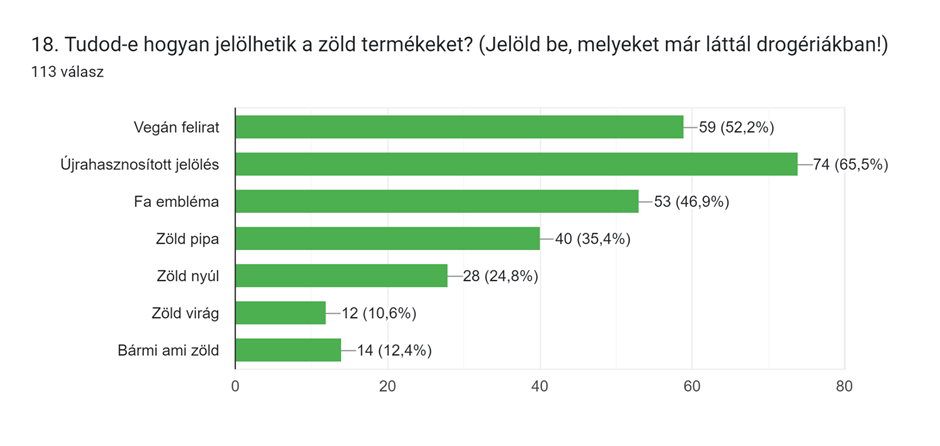 18. Tudod-e hogyan jelölhetik a zöld termékeket? (Jelöld be, melyeket már láttál drogériákban!)
113 válasz
Vegán felirat 59 (52,2%)
Újrahasznosított jelölés 74 (65,5%)
Fa embléma 53 (46,9%)
Zöld pipa 40 (35,4%)
Zöld nyúl 28 (24,8%)
Zöld virág 12 (10,6%)
Bármi ami zöld 14 (12,4%)
0 20 40 60 80